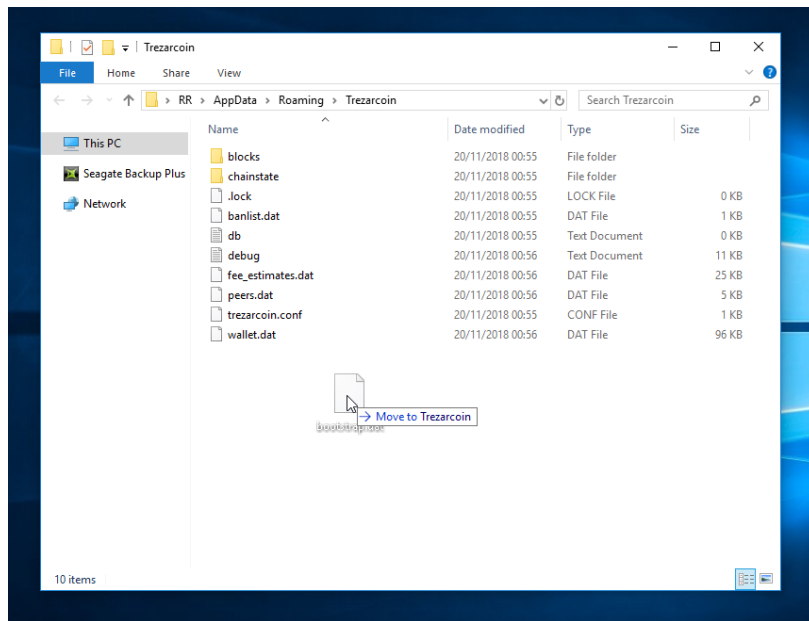 Trezarcoin
File Home Share View
RR > AppData > Roaming > Trezarcoin
Search Trezarcoin
This PC
Seagate Backup Plus
Network
Name Date modified Type Size
blocks 20/11/2018 00:55 File folder
chainstate 20/11/2018 00:55 File folder
.lock 20/11/2018 00:55 LOCK File 0 KB
banlist.dat 20/11/2018 00:55 DAT File 1 KB
db 20/11/2018 00:55 Text Document 0 KB
debug 20/11/2018 00:56 Text Document 11 KB
fee_estimates.dat 20/11/2018 00:56 DAT File 25 KB
peers.dat 20/11/2018 00:56 DAT File 5 KB
trezarcoin.conf 20/11/2018 00:55 CONF File 1 KB
wallet.dat 20/11/2018 00:56 DAT File 96 KB
Move to Trezarcoin
bootstrap.dat
10 items